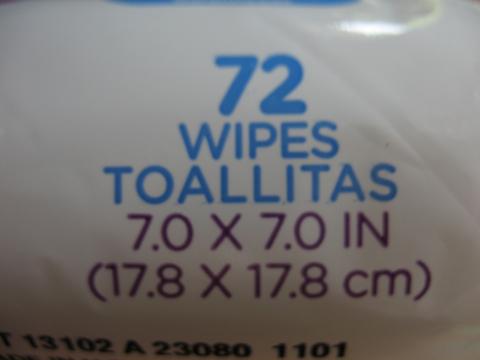 72
WIPES
TOALLITAS
7.0 X 7.0 IN
(17.8 X 17.8 cm)
T 13102 A 23080 1101